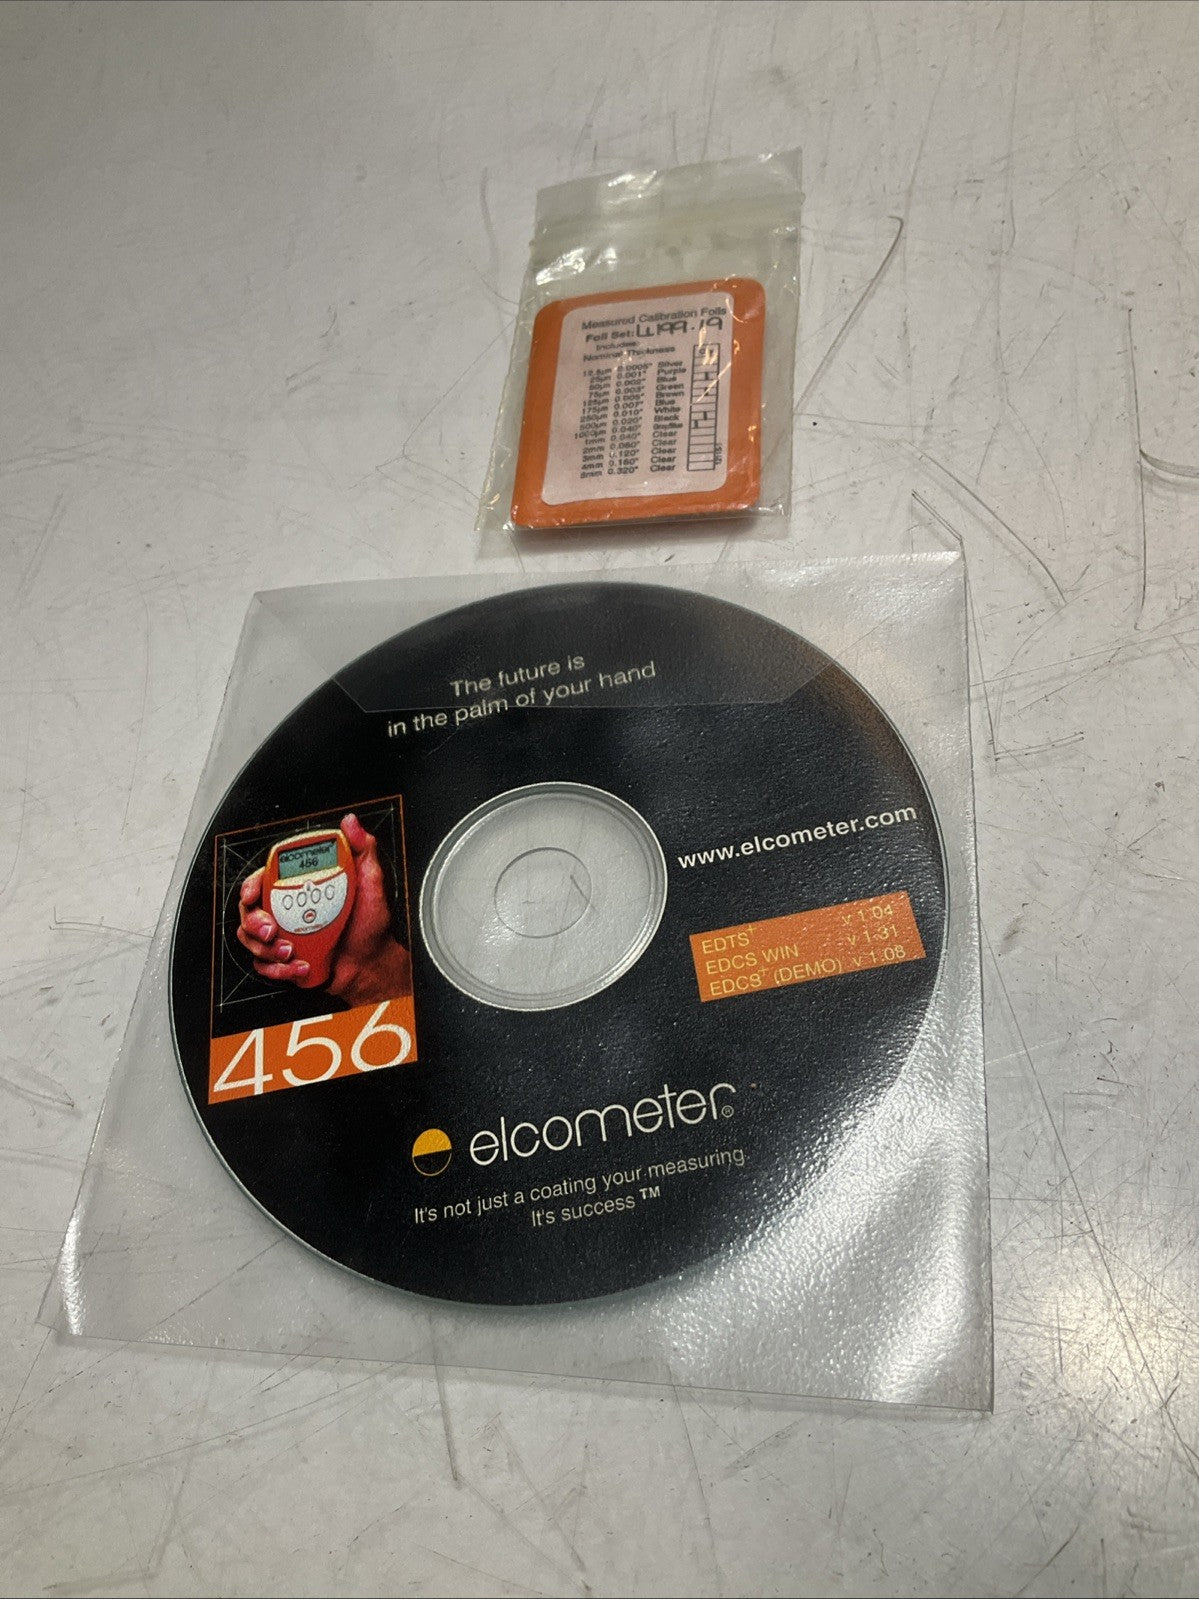 Measured Calibration Foils
Foil Set:
Includes:
Nominal Thickness
12.5µm 0.0005" Silver
25µm 0.001" Purple
50µm 0.002" Blue
75µm 0.003" Green
125µm 0.005" Brown
175µm 0.007" Blue
250µm 0.010" White
500µm 0.020" Black
1000µm 0.040"
1mm 0.040" Clear
2mm 0.080" Clear
3mm 0.120" Clear
4mm 0.160" Clear
8mm 0.320" Clear
The future is
in the palm of your hand
elcometer
456
elcometer
456
www.elcometer.com
EDTS+ v 1.04
EDCS WIN v 1.31
EDCS+ (DEMO) v 1.08
elcometer®
It's not just a coating your measuring.
It's success™